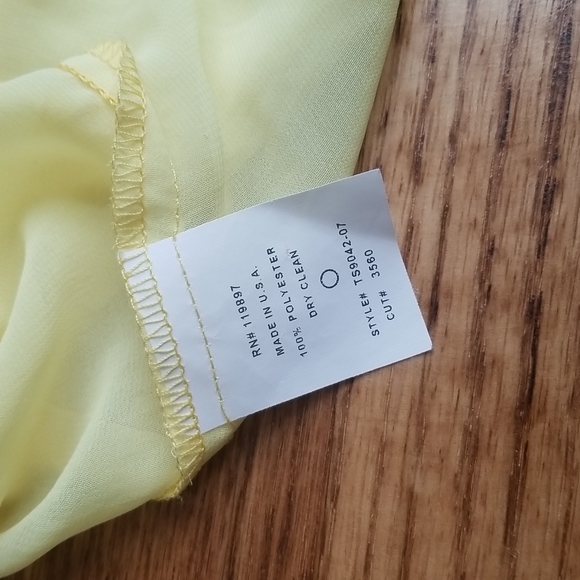 RN# 119897
MADE IN U.S.A.
100% POLYESTER
DRY CLEAN
STYLE# TS9042-07
CUT# 3560